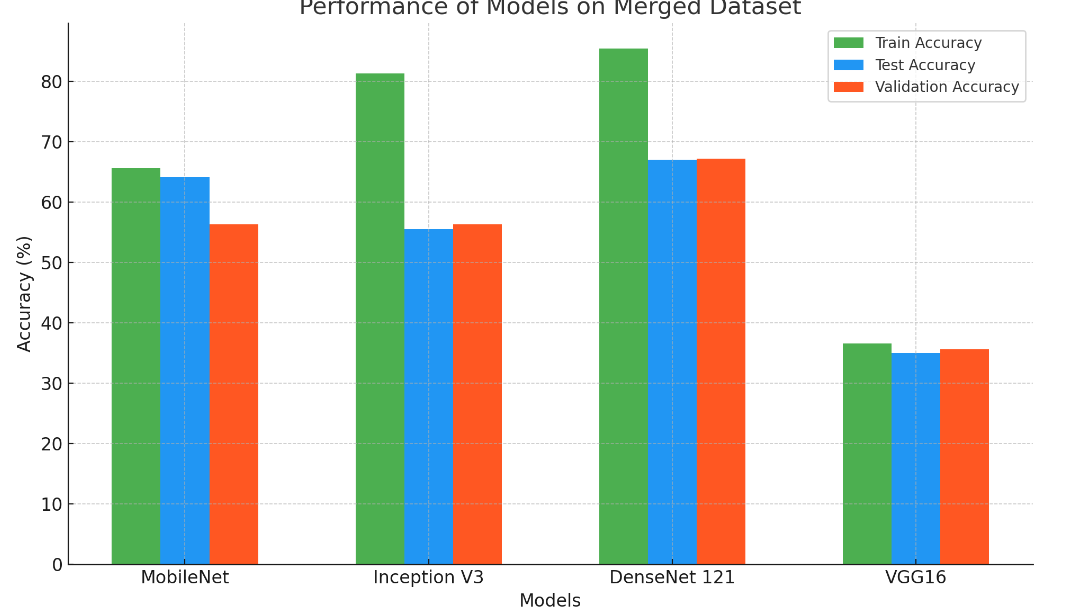 Performance of Models on Merged Dataset
Train Accuracy
Test Accuracy
Validation Accuracy
Accuracy (%)
80
70
60
50
40
30
20
10
0
MobileNet Inception V3 DenseNet 121 VGG16
Models